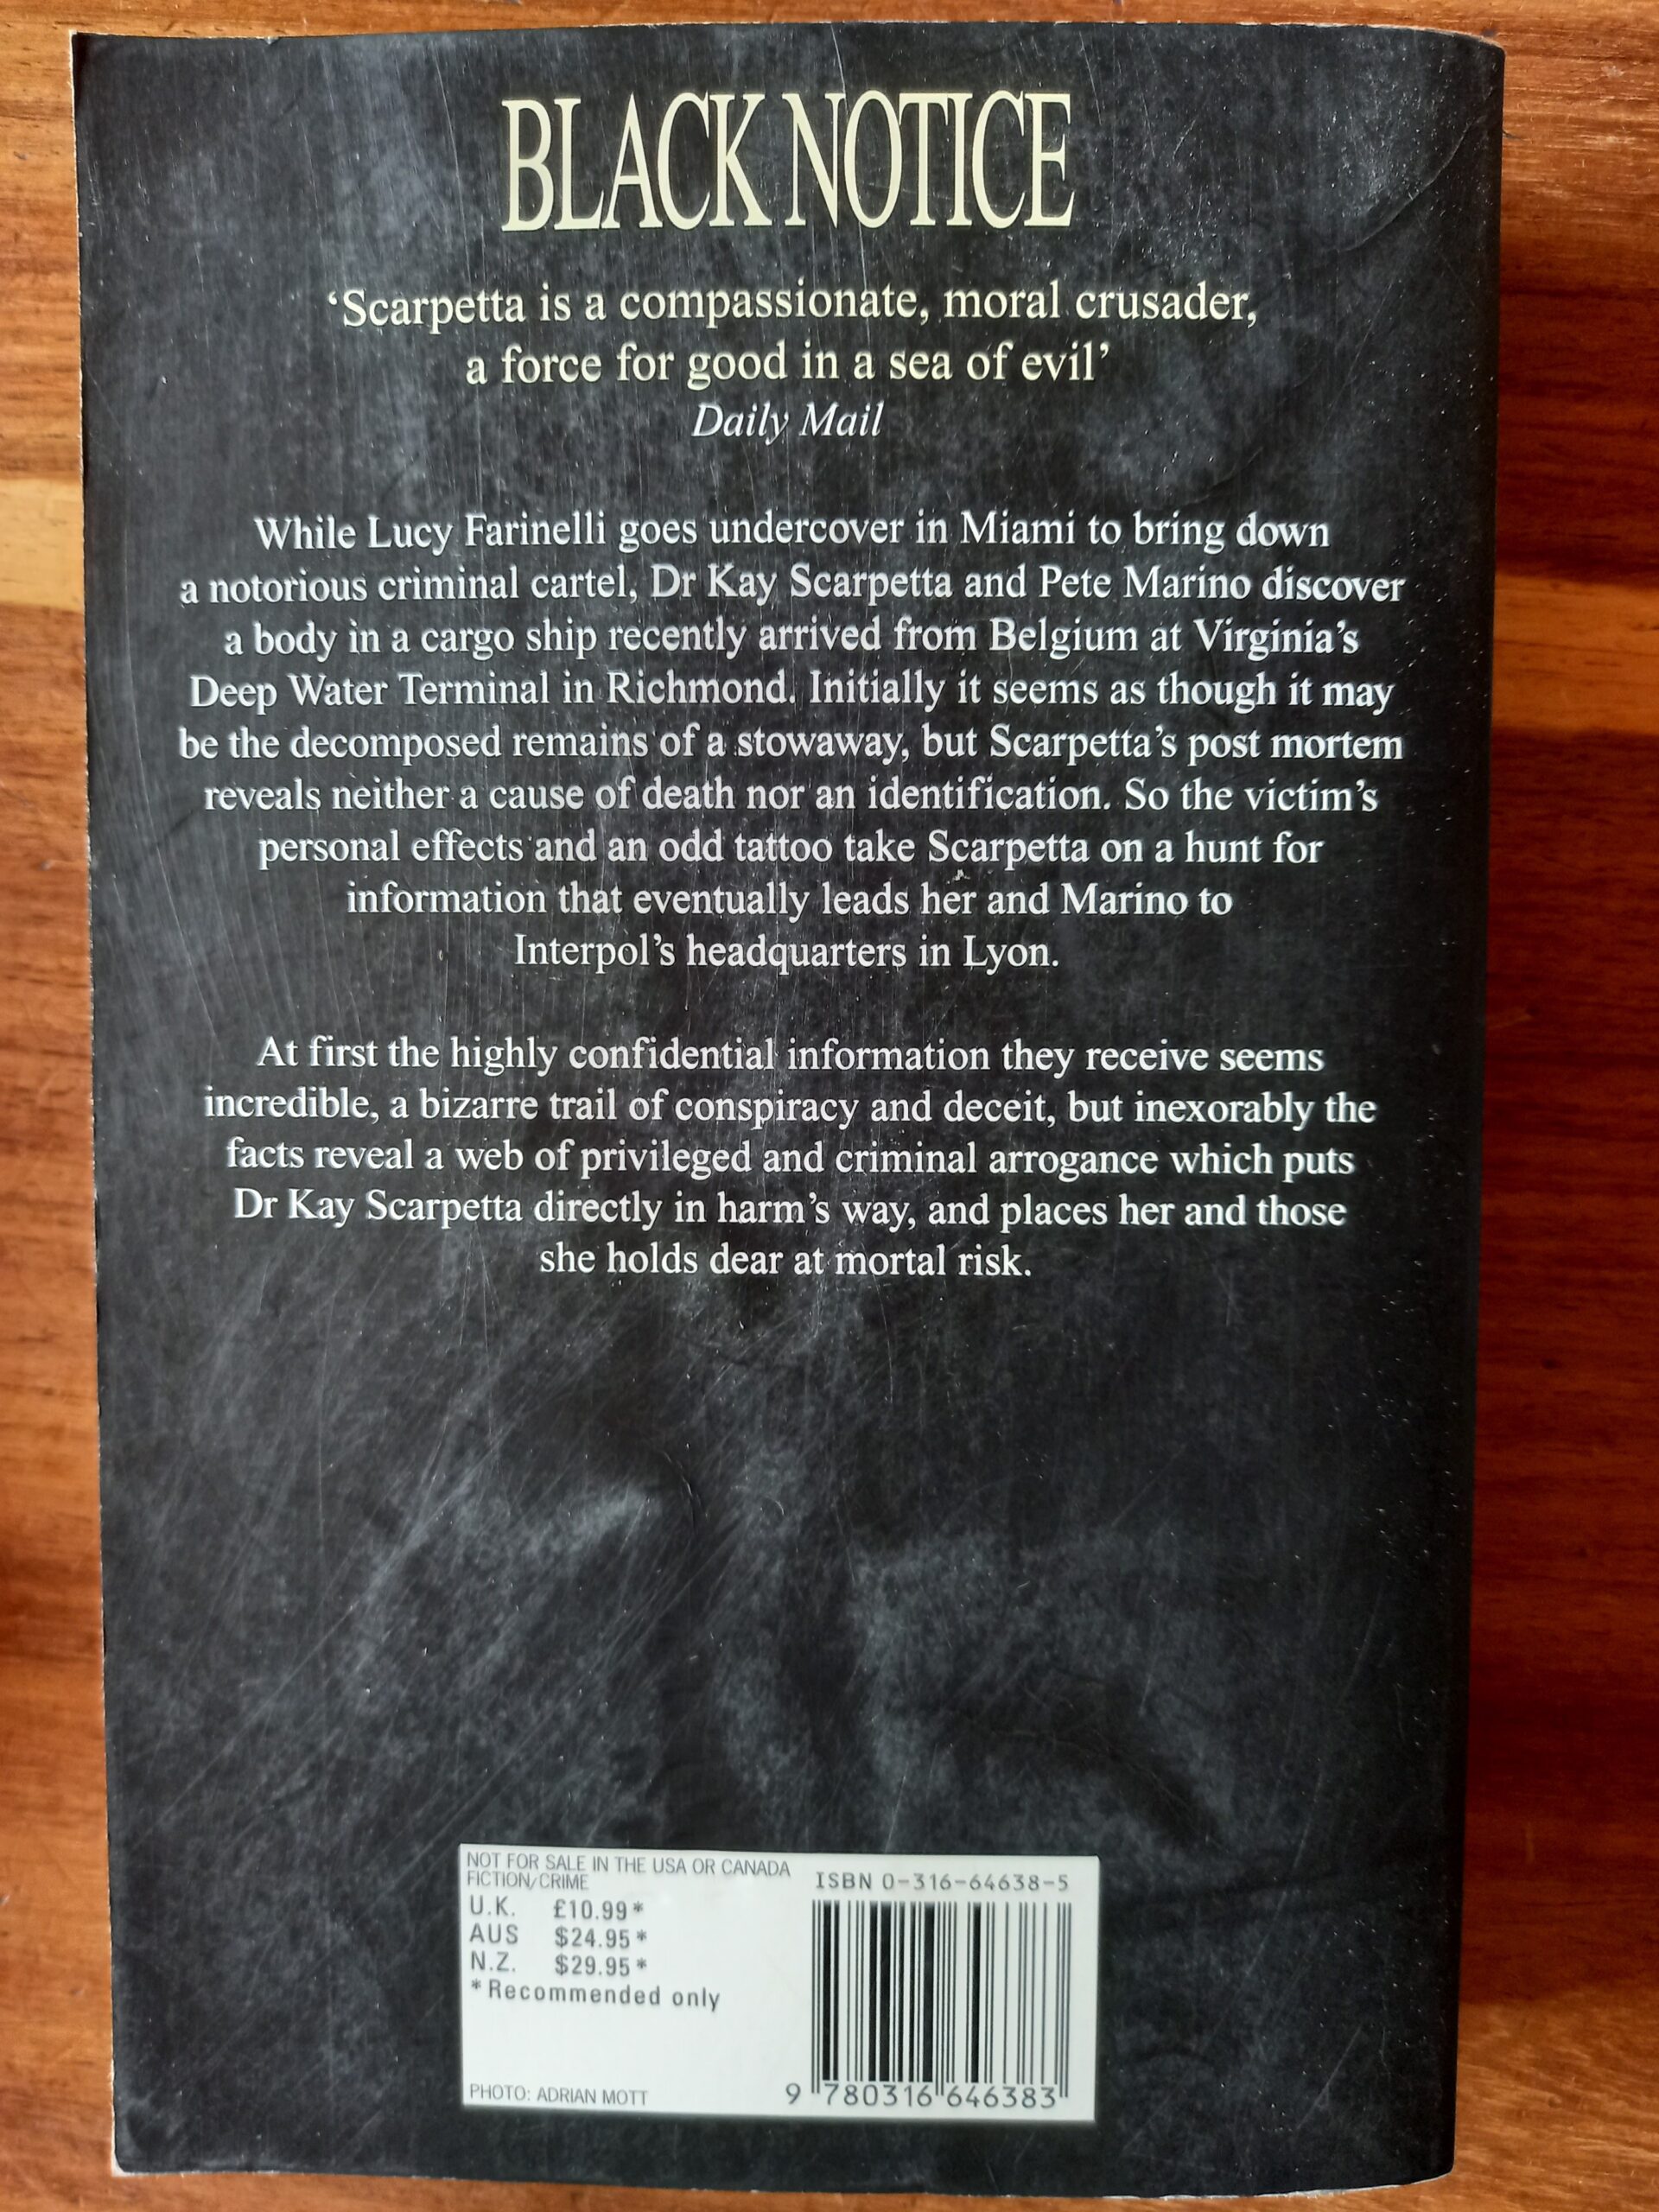 BLACK NOTICE
‘Scarpetta is a compassionate, moral crusader,
a force for good in a sea of evil’
Daily Mail
While Lucy Farinelli goes undercover in Miami to bring down
a notorious criminal cartel, Dr Kay Scarpetta and Pete Marino discover
a body in a cargo ship recently arrived from Belgium at Virginia’s
Deep Water Terminal in Richmond. Initially it seems as though it may
be the decomposed remains of a stowaway, but Scarpetta’s post mortem
reveals neither a cause of death nor an identification. So the victim’s
personal effects and an odd tattoo take Scarpetta on a hunt for
information that eventually leads her and Marino to
Interpol’s headquarters in Lyon.
At first the highly confidential information they receive seems
incredible, a bizarre trail of conspiracy and deceit, but inexorably the
facts reveal a web of privileged and criminal arrogance which puts
Dr Kay Scarpetta directly in harm’s way, and places her and those
she holds dear at mortal risk.
NOT FOR SALE IN THE USA OR CANADA
FICTION/CRIME
U.K. £10.99*
AUS $24.95*
N.Z. $29.95*
*Recommended only
PHOTO: ADRIAN MOTT
ISBN 0-316-64638-5
9 780316 646383